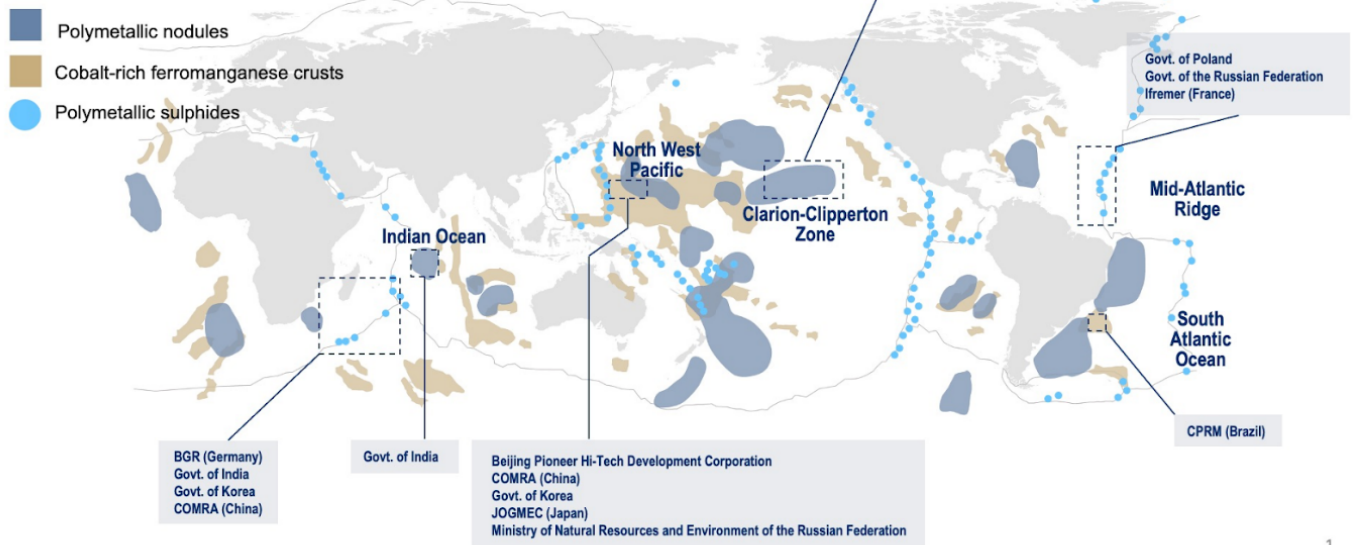 Polymetallic nodules
Cobalt-rich ferromanganese crusts
Polymetallic sulphides
Govt. of Poland
Govt. of the Russian Federation
Ifremer (France)
North West
Pacific
Clarion-Clipperton
Zone
Mid-Atlantic
Ridge
Indian Ocean
South
Atlantic
Ocean
CPRM (Brazil)
BGR (Germany)
Govt. of India
Govt. of Korea
COMRA (China)
Govt. of India
Beijing Pioneer Hi-Tech Development Corporation
COMRA (China)
Govt. of Korea
JOGMEC (Japan)
Ministry of Natural Resources and Environment of the Russian Federation